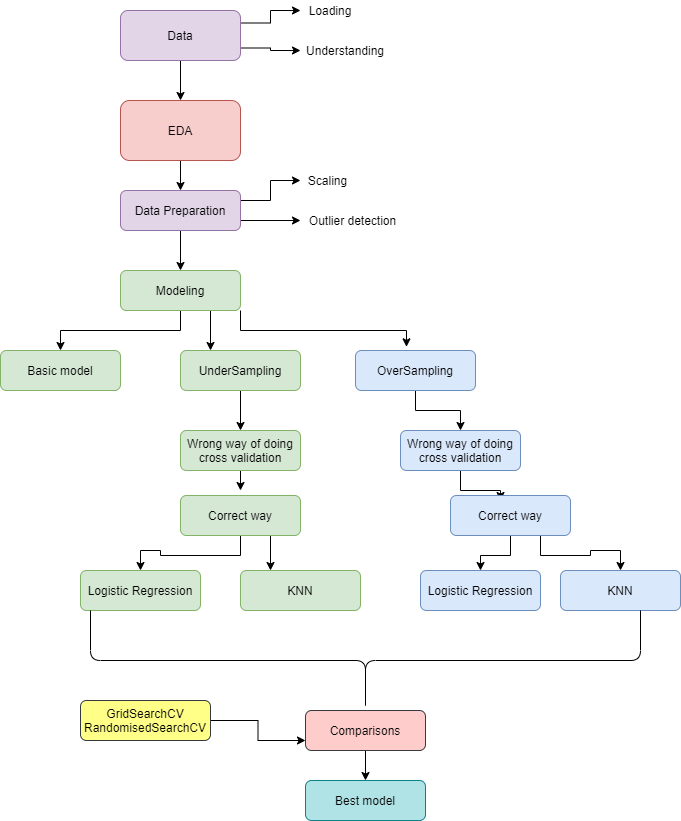 Data
Loading
Understanding
EDA
Data Preparation
Scaling
Outlier detection
Modeling
Basic model
UnderSampling
OverSampling
Wrong way of doing
cross validation
Wrong way of doing
cross validation
Correct way
Correct way
Logistic Regression
KNN
Logistic Regression
KNN
GridSearchCV
RandomisedSearchCV
Comparisons
Best model